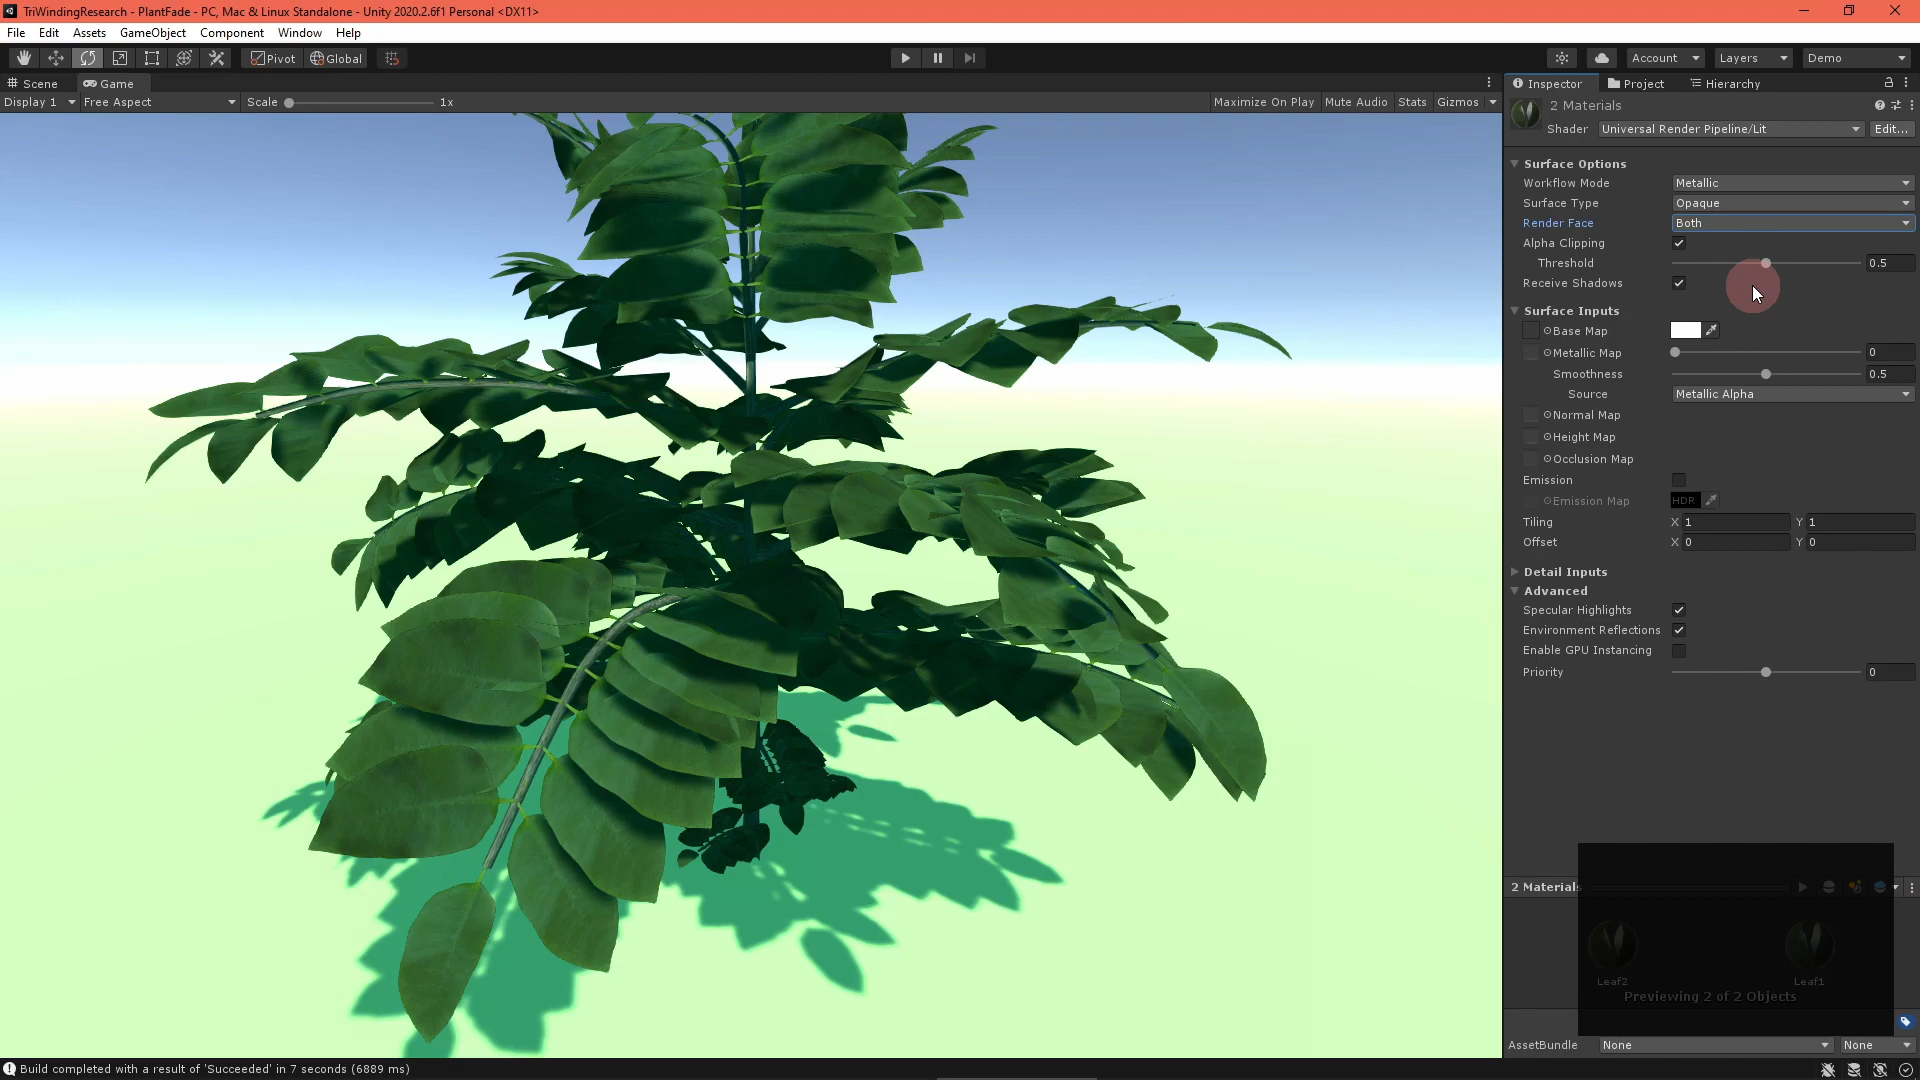 TriWindingResearch - PlantFade - PC, Mac & Linux Standalone - Unity 2020.2.6f1 Personal <DX11>
File Edit Assets GameObject Component Window Help
Pivot Global Account Layers Demo
Scene Game Inspector Project Hierarchy
Display 1 Free Aspect Scale 1x Maximize On Play Mute Audio Stats Gizmos
2 Materials
Shader Universal Render Pipeline/Lit Edit...
Surface Options
Workflow Mode Metallic
Surface Type Opaque
Render Face Both
Alpha Clipping
Threshold 0.5
Receive Shadows
Surface Inputs
Base Map
Metallic Map 0
Smoothness 0.5
Source Metallic Alpha
Normal Map
Height Map
Occlusion Map
Emission
Emission Map HDR
Tiling X 1 Y 1
Offset X 0 Y 0
Detail Inputs
Advanced
Specular Highlights
Environment Reflections
Enable GPU Instancing
Priority 0
2 Materials
Leaf2 Leaf1
Previewing 2 of 2 Objects
AssetBundle None None
Build completed with a result of 'Succeeded' in 7 seconds (6889 ms)